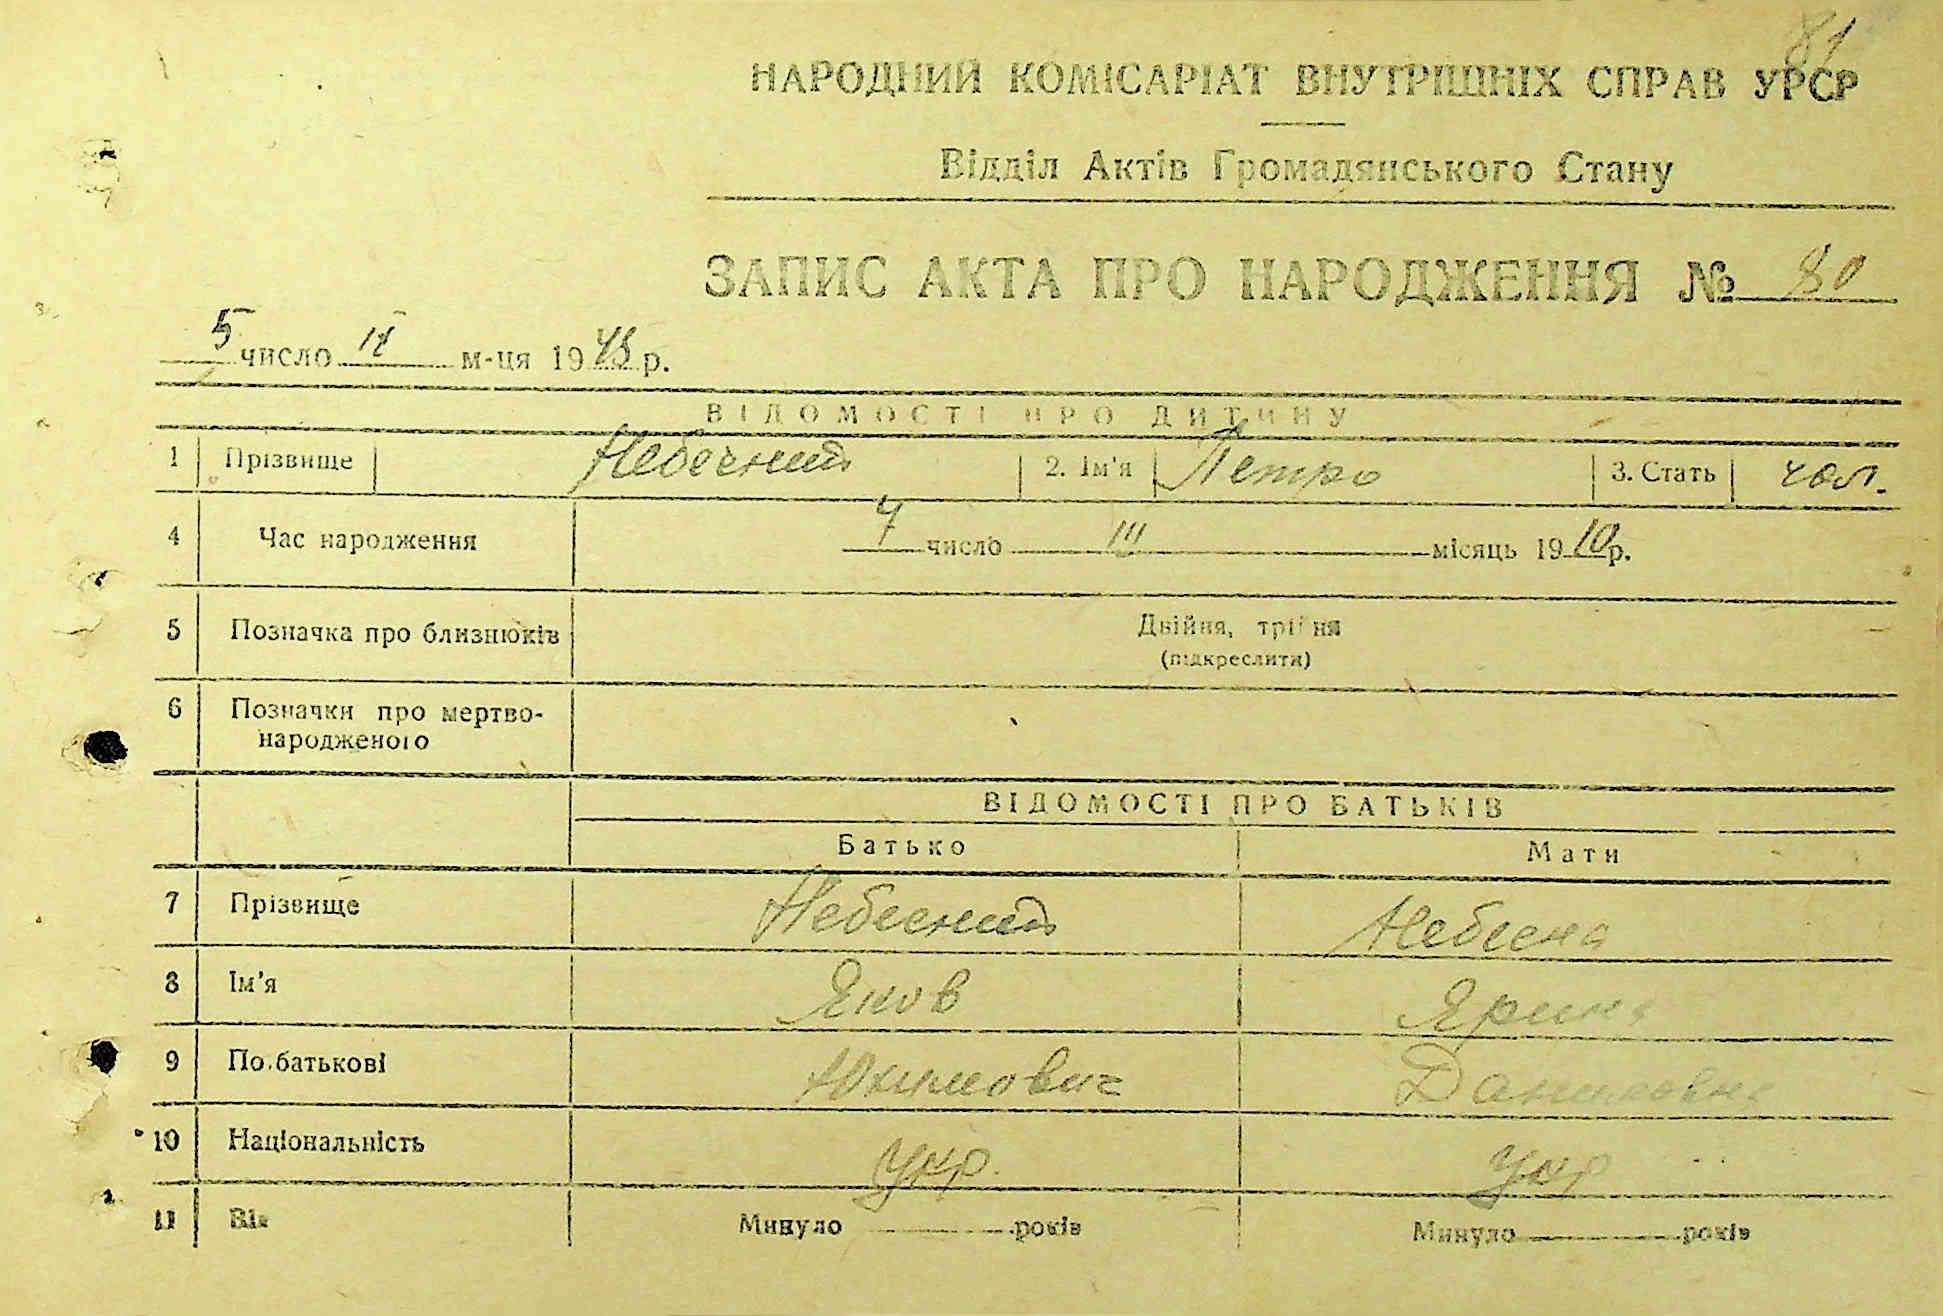 81
НАРОДНИЙ КОМІСАРІАТ ВНУТРІШНІХ СПРАВ УРСР
Відділ Актів Громадянського Стану
ЗАПИС АКТА ПРО НАРОДЖЕННЯ № 80
5 число ІХ м-ця 1945 р.
ВІДОМОСТІ ПРО ДИТИНУ
1 Прізвище Небесний 2. Ім'я Петро 3. Стать чол.
4 Час народження 7 число ІІІ місяць 1910 р.
5 Позначка про близнюків Двійня, трійня
(підкреслити)
6 Позначки про мертво-
народженого
ВІДОМОСТІ ПРО БАТЬКІВ
Батько Мати
7 Прізвище Небесний Небесна
8 Ім'я Яков Ярина
9 По батькові Юхимович Даниловна
10 Національність Укр. Укр
11 Вік Минуло років Минуло років